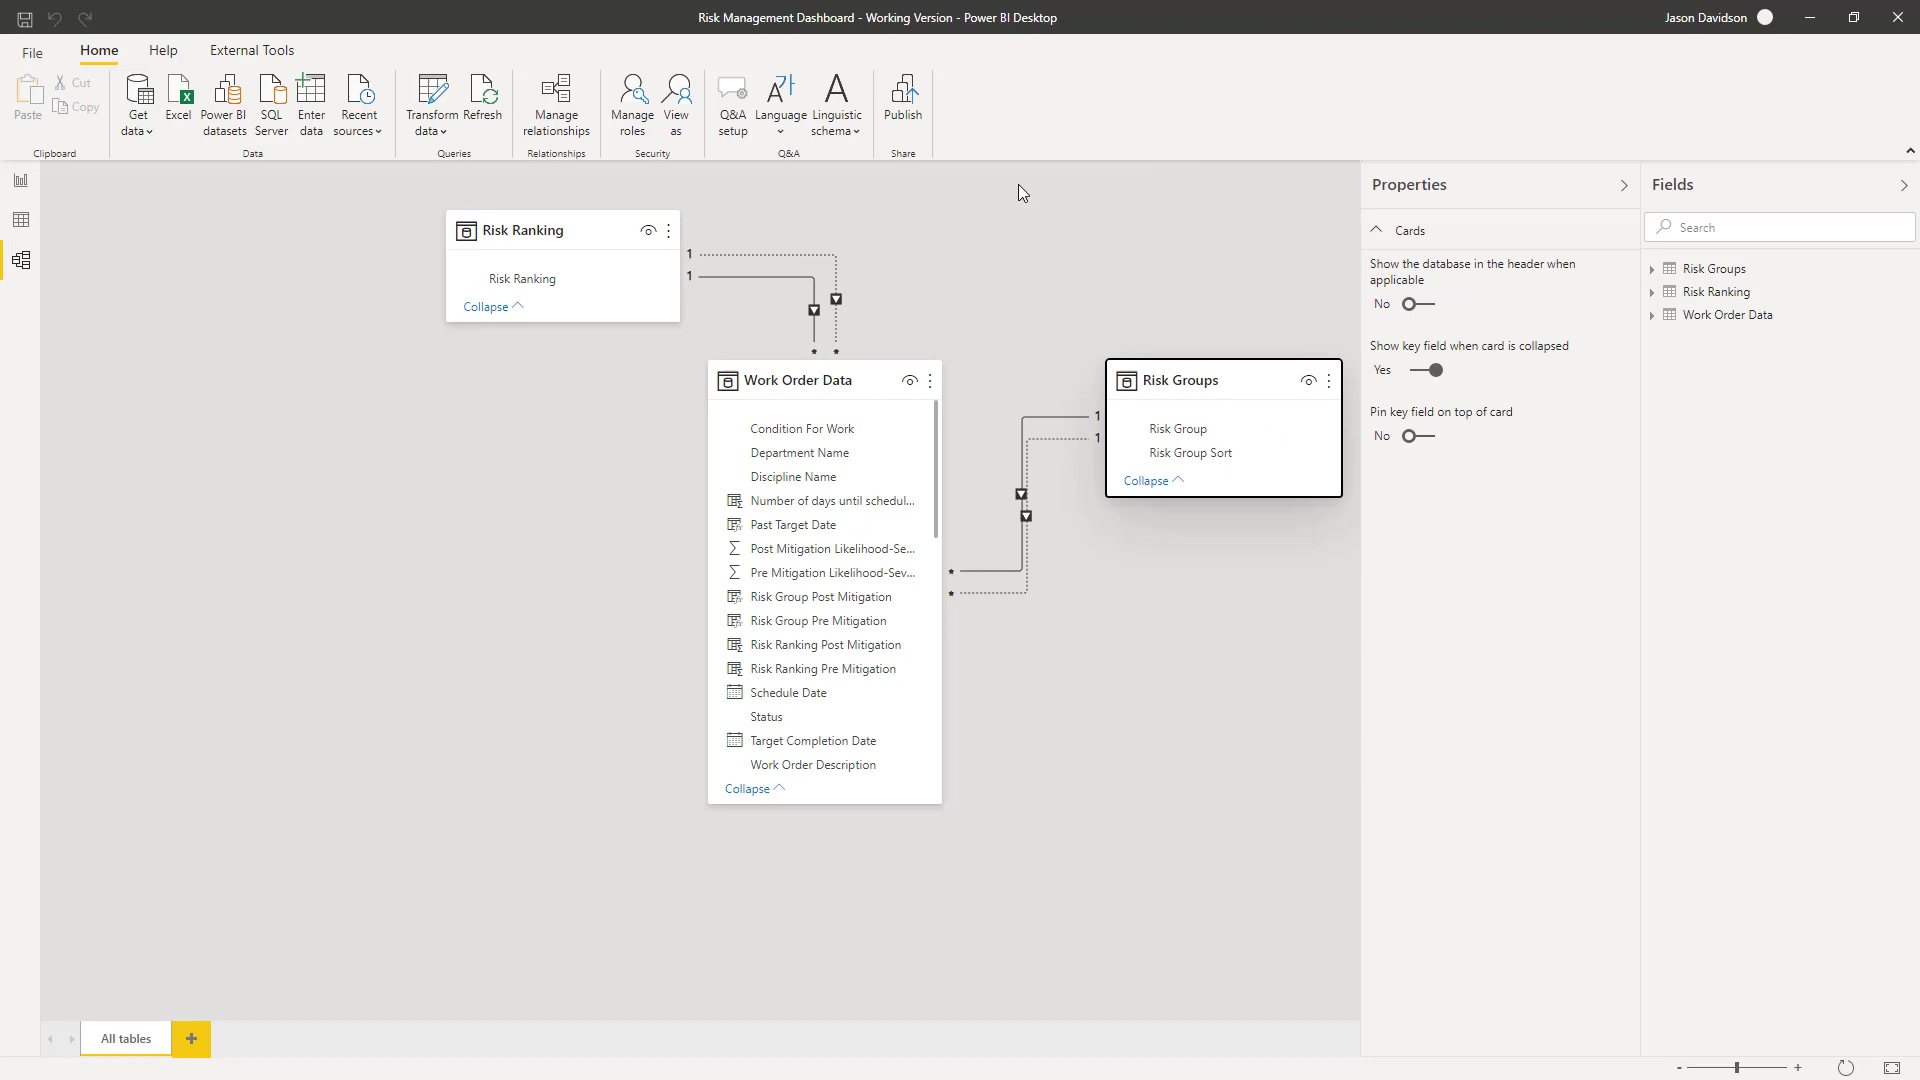 Risk Management Dashboard - Working Version - Power BI Desktop
Jason Davidson
File
Home
Help
External Tools
Paste
Cut
Copy
Get data
Excel
Power BI datasets
SQL Server
Enter data
Recent sources
Transform data
Refresh
Manage relationships
Manage roles
View as
Q&A setup
Language
Linguistic schema
Publish
Clipboard
Data
Queries
Relationships
Security
Q&A
Share
Risk Ranking
Risk Ranking
Collapse
1
1
*
*
Work Order Data
Condition For Work
Department Name
Discipline Name
Number of days until schedul...
Past Target Date
Post Mitigation Likelihood-Se...
Pre Mitigation Likelihood-Sev...
Risk Group Post Mitigation
Risk Group Pre Mitigation
Risk Ranking Post Mitigation
Risk Ranking Pre Mitigation
Schedule Date
Status
Target Completion Date
Work Order Description
Collapse
*
*
1
1
Risk Groups
Risk Group
Risk Group Sort
Collapse
Properties
Cards
Show the database in the header when
applicable
No
Show key field when card is collapsed
Yes
Pin key field on top of card
No
Fields
Search
Risk Groups
Risk Ranking
Work Order Data
All tables
+
- +